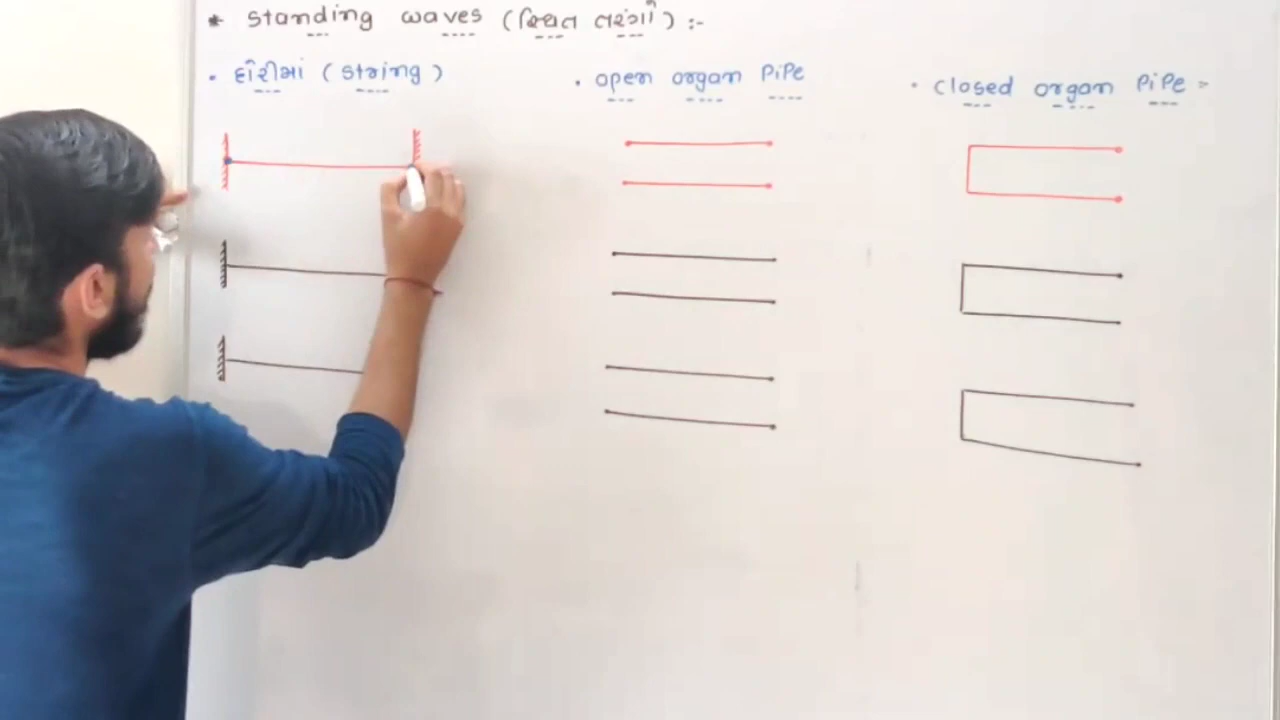 * Standing waves (સ્થિત તરંગો) :-
• દોરીમાં (string)
• open organ PiPe
• Closed organ PiPe -